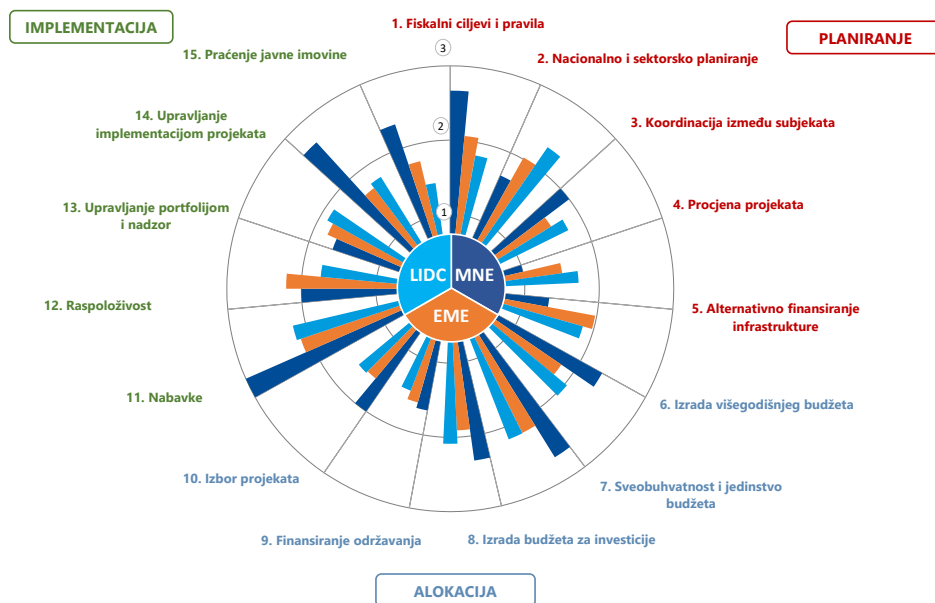 IMPLEMENTACIJA
1. Fiskalni ciljevi i pravila
PLANIRANJE
15. Praćenje javne imovine
3
2. Nacionalno i sektorsko planiranje
14. Upravljanje
implementacijom projekata
2
3. Koordinacija između subjekata
13. Upravljanje portfolijom
i nadzor
1
4. Procjena projekata
LIDC
MNE
EME
12. Raspoloživost
5. Alternativno finansiranje
infrastrukture
11. Nabavke
6. Izrada višegodišnjeg budžeta
10. Izbor projekata
7. Sveobuhvatnost i jedinstvo
budžeta
9. Finansiranje održavanja
8. Izrada budžeta za investicije
ALOKACIJA